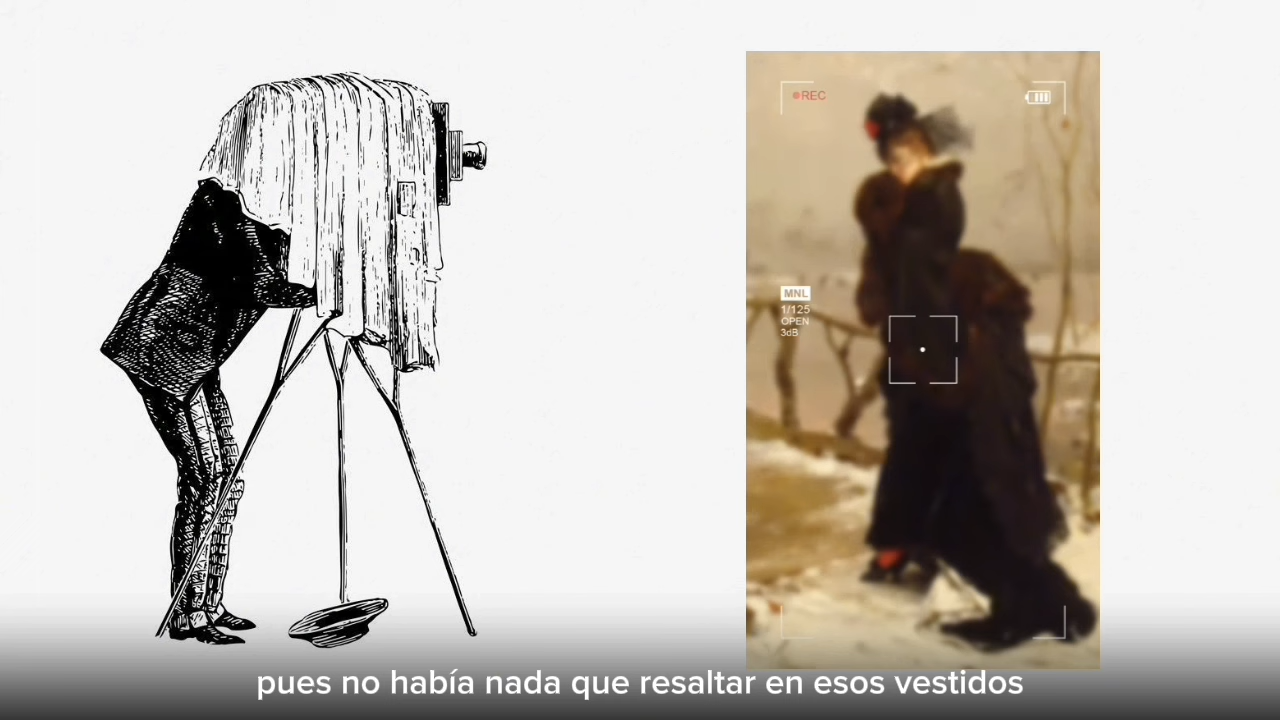 REC
MNL
1/125
OPEN
3dB
pues no había nada que resaltar en esos vestidos